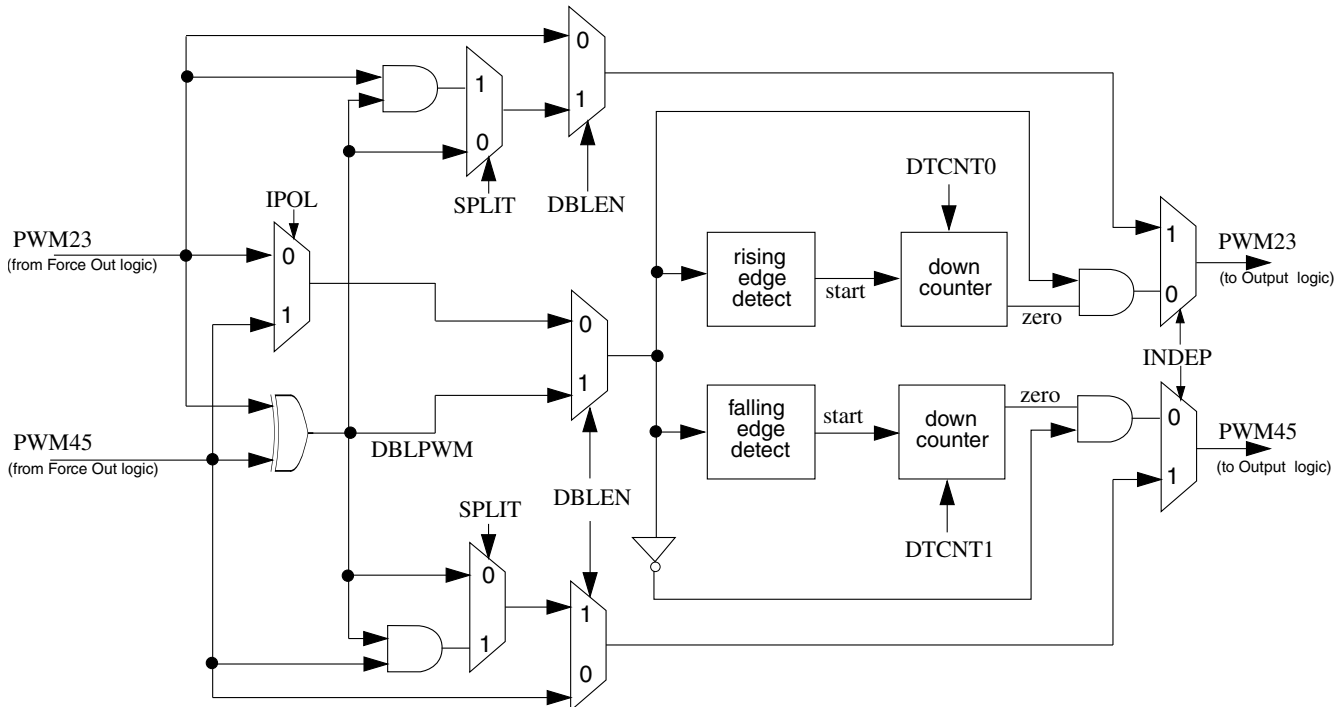 0
1
1
0
SPLIT
DBLEN
DTCNT0
IPOL
PWM23
(from Force Out logic)
0
1
rising
edge
detect
start
down
counter
zero
1
0
PWM23
(to Output logic)
INDEP
0
1
PWM45
(from Force Out logic)
DBLPWM
falling
edge
detect
start
down
counter
zero
0
1
PWM45
(to Output logic)
DBLEN
SPLIT
DTCNT1
0
1
1
0